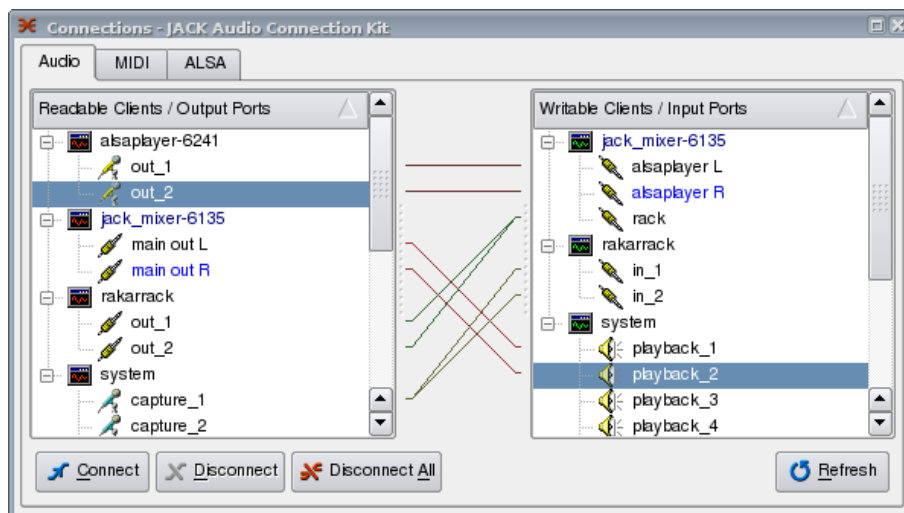 Connections - JACK Audio Connection Kit
Audio
MIDI
ALSA
Readable Clients / Output Ports
alsaplayer-6241
out_1
out_2
jack_mixer-6135
main out L
main out R
rakarrack
out_1
out_2
system
capture_1
capture_2
Writable Clients / Input Ports
jack_mixer-6135
alsaplayer L
alsaplayer R
rack
rakarrack
in_1
in_2
system
playback_1
playback_2
playback_3
playback_4
Connect
Disconnect
Disconnect All
Refresh